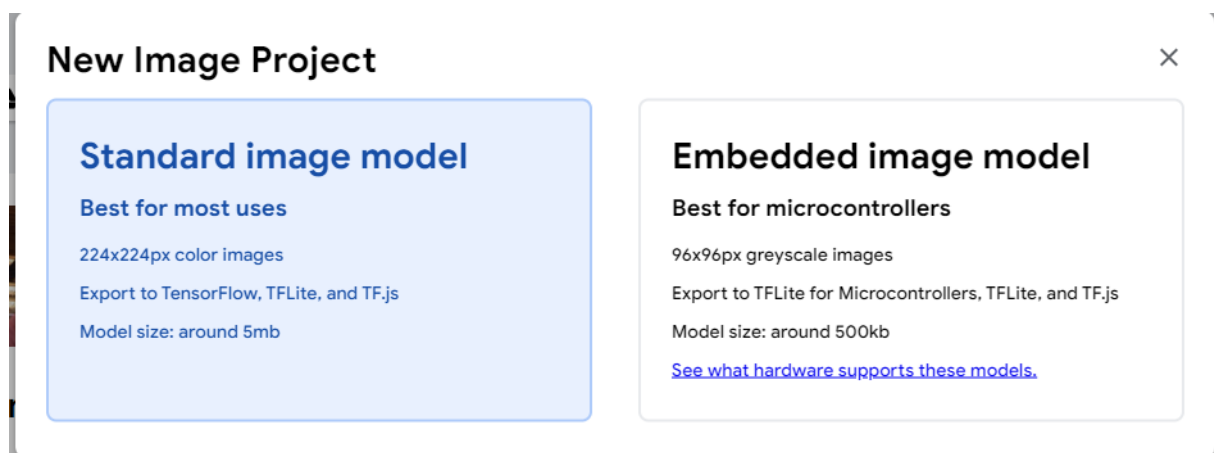 New Image Project
Standard image model
Best for most uses
224x224px color images
Export to TensorFlow, TFLite, and TF.js
Model size: around 5mb
Embedded image model
Best for microcontrollers
96x96px greyscale images
Export to TFLite for Microcontrollers, TFLite, and TF.js
Model size: around 500kb
See what hardware supports these models.